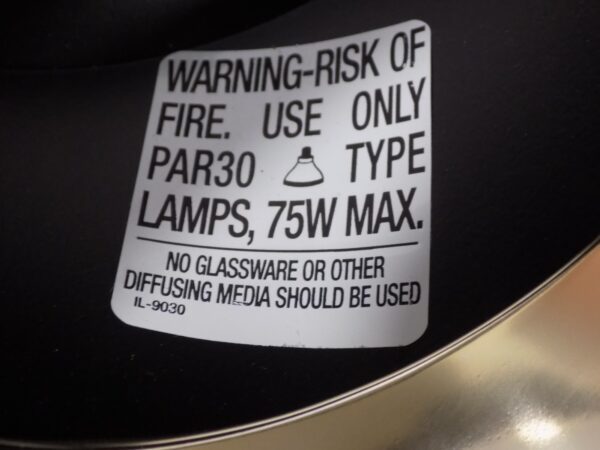 WARNING-RISK OF
FIRE. USE ONLY
PAR30 TYPE
LAMPS, 75W MAX.
NO GLASSWARE OR OTHER
DIFFUSING MEDIA SHOULD BE USED
IL-9030